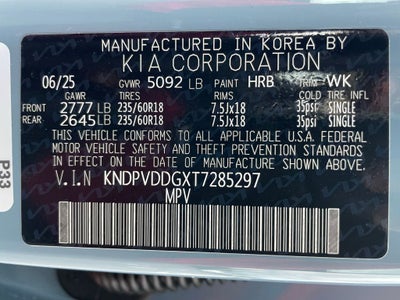 MANUFACTURED IN KOREA BY
KIA CORPORATION
06/25 GVWR 5092 LB PAINT HRB TRIM WK
GAWR TIRES RIMS COLD TIRE INF.
FRONT 2777 LB 235/60R18 7.5Jx18 35psi SINGLE
REAR 2645 LB 235/60R18 7.5Jx18 35psi SINGLE
THIS VEHICLE CONFORMS TO ALL APPLICABLE U.S.A. FEDERAL
MOTOR VEHICLE SAFETY AND THEFT PREVENTION STANDARDS
IN EFFECT ON THE DATE OF MANUFACTURE SHOWN ABOVE.
V.I.N KNDPVDDGXT7285297
MPV
P33